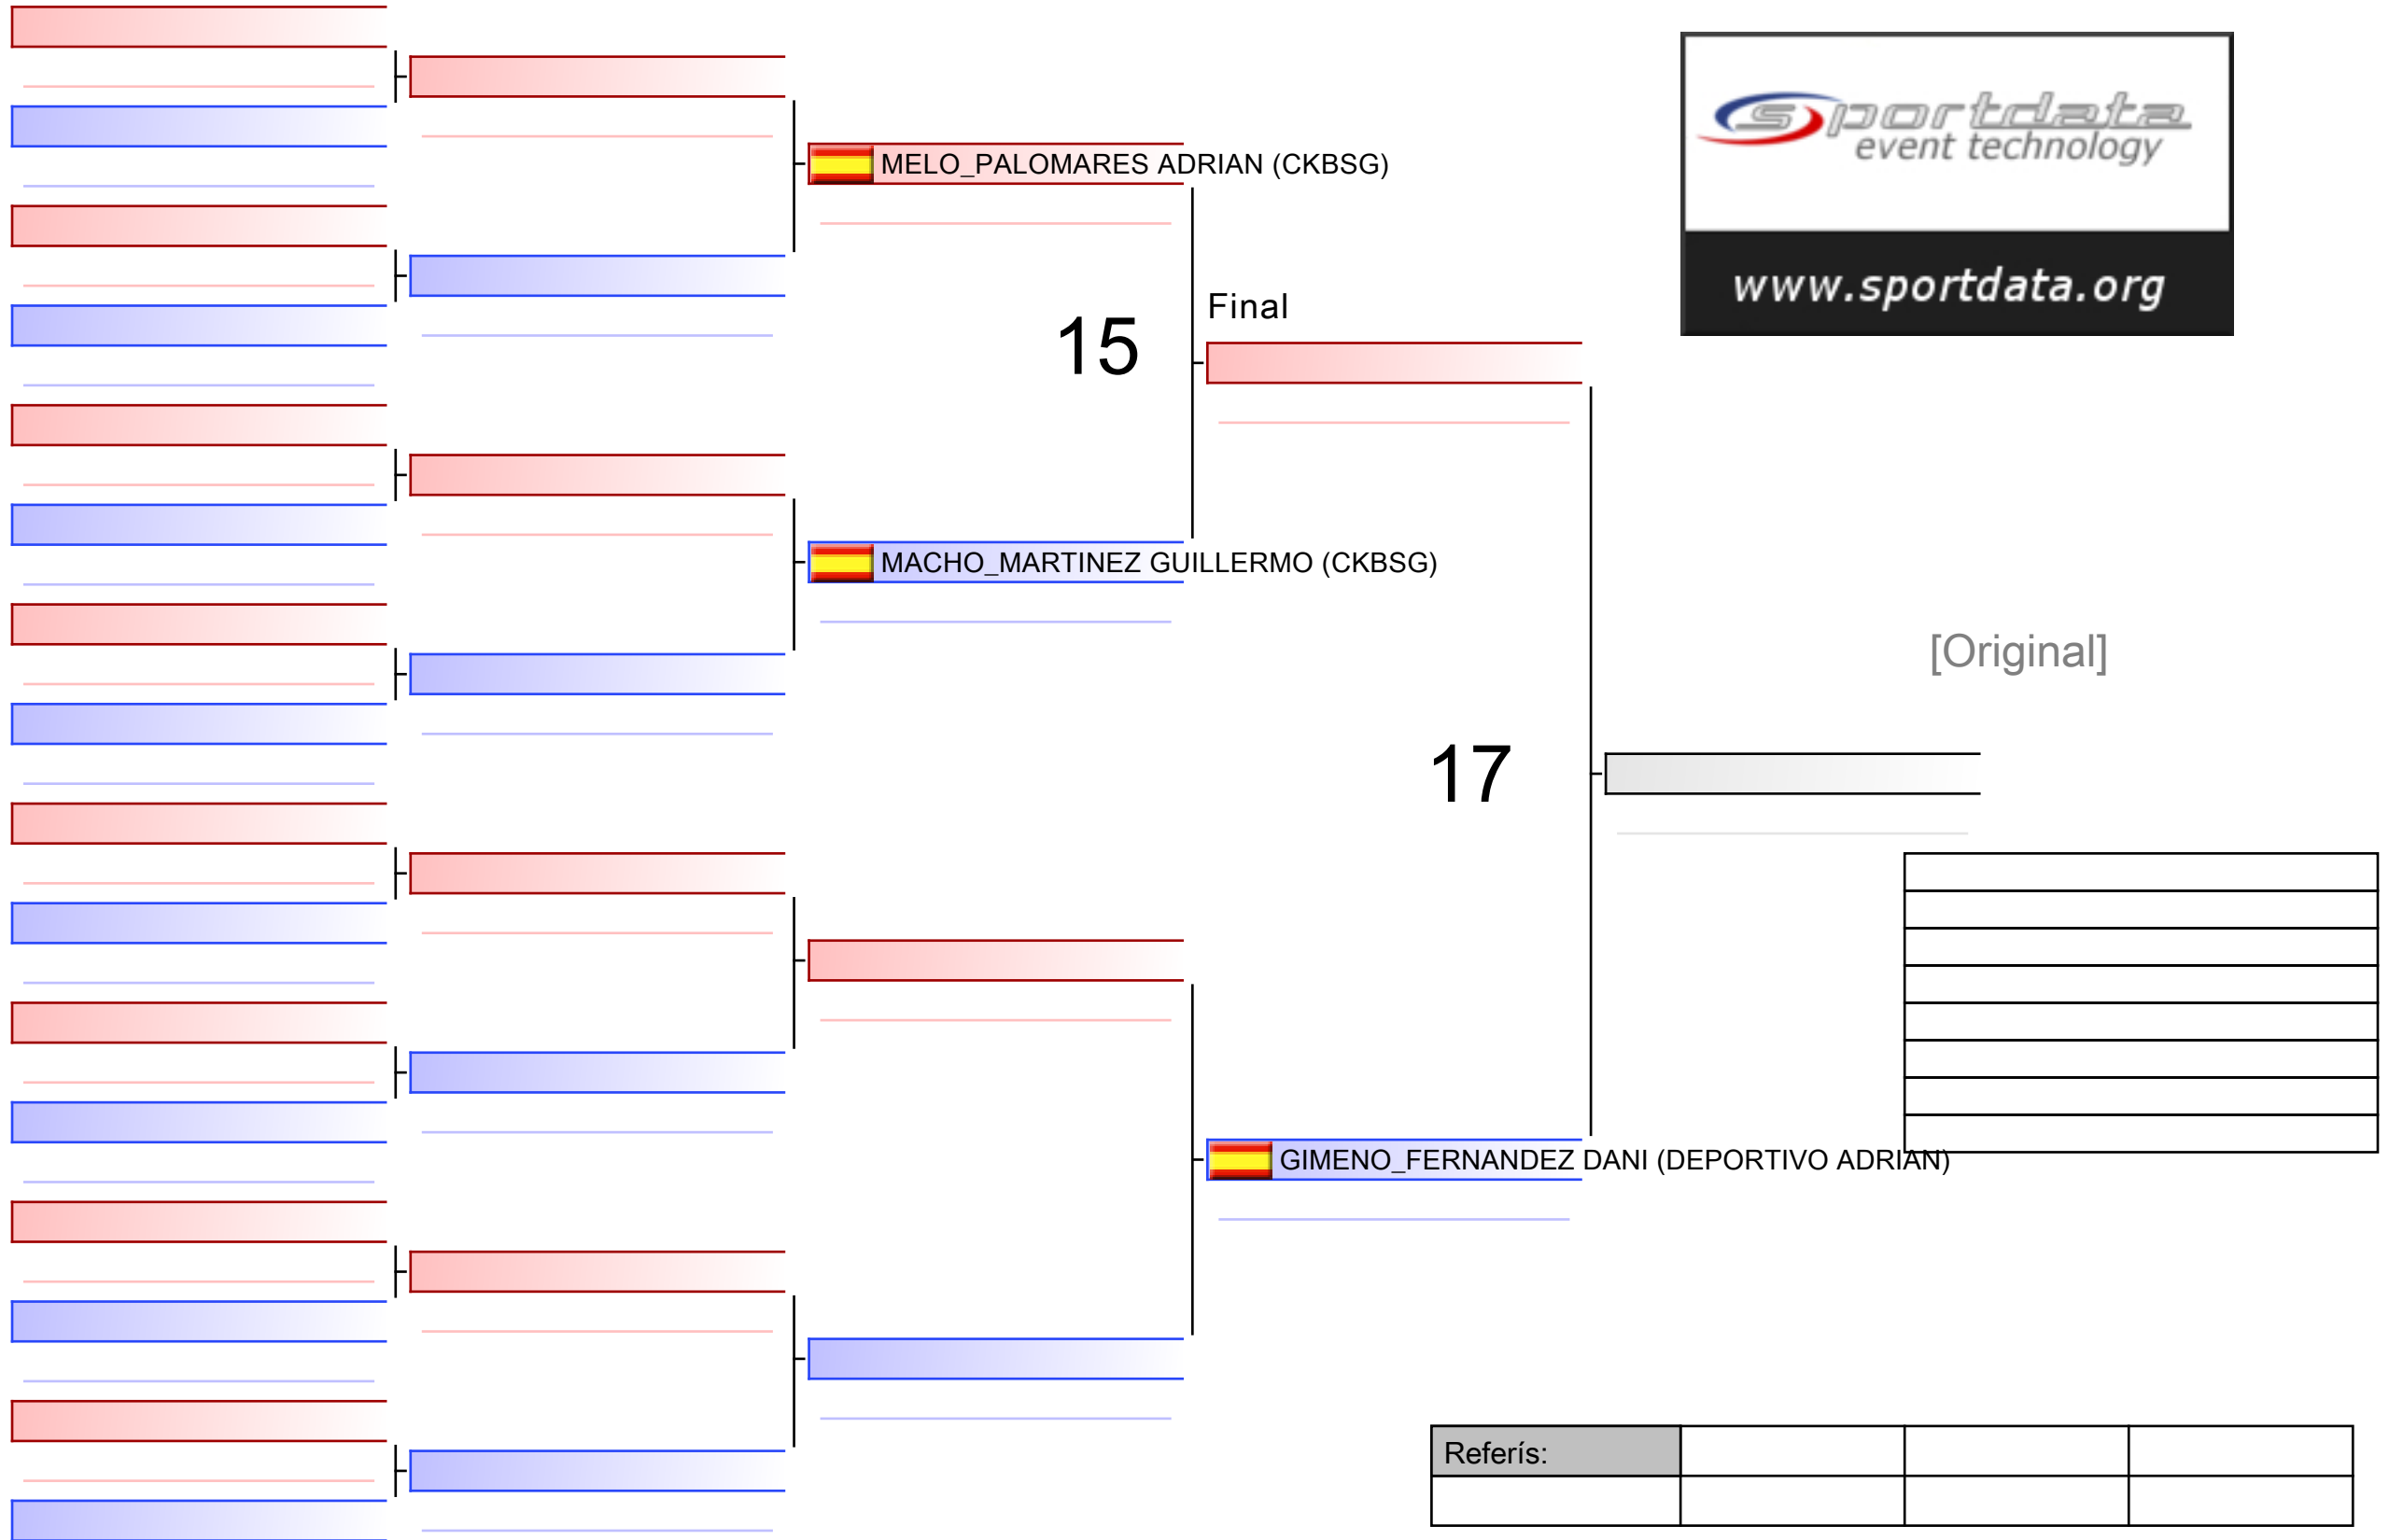 sportdata
event technology
www.sportdata.org
MELO_PALOMARES ADRIAN (CKBSG)
Final
15
MACHO_MARTINEZ GUILLERMO (CKBSG)
[Original]
17
GIMENO_FERNANDEZ DANI (DEPORTIVO ADRIAN)
Referís: